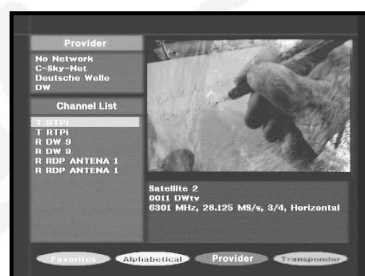 Provider
No Network
C-Sky-Net
Deutsche Welle
DW
Channel List
T RTPi
T RTPi
R DW 9
R DW 8
R RDP ANTENA 1
R RDP ANTENA 1
Satellite 2
0011 DWtv
6301 MHz, 28.125 MS/s, 3/4, Horizontal
Favorites
Alphabetical
Provider
Transponder